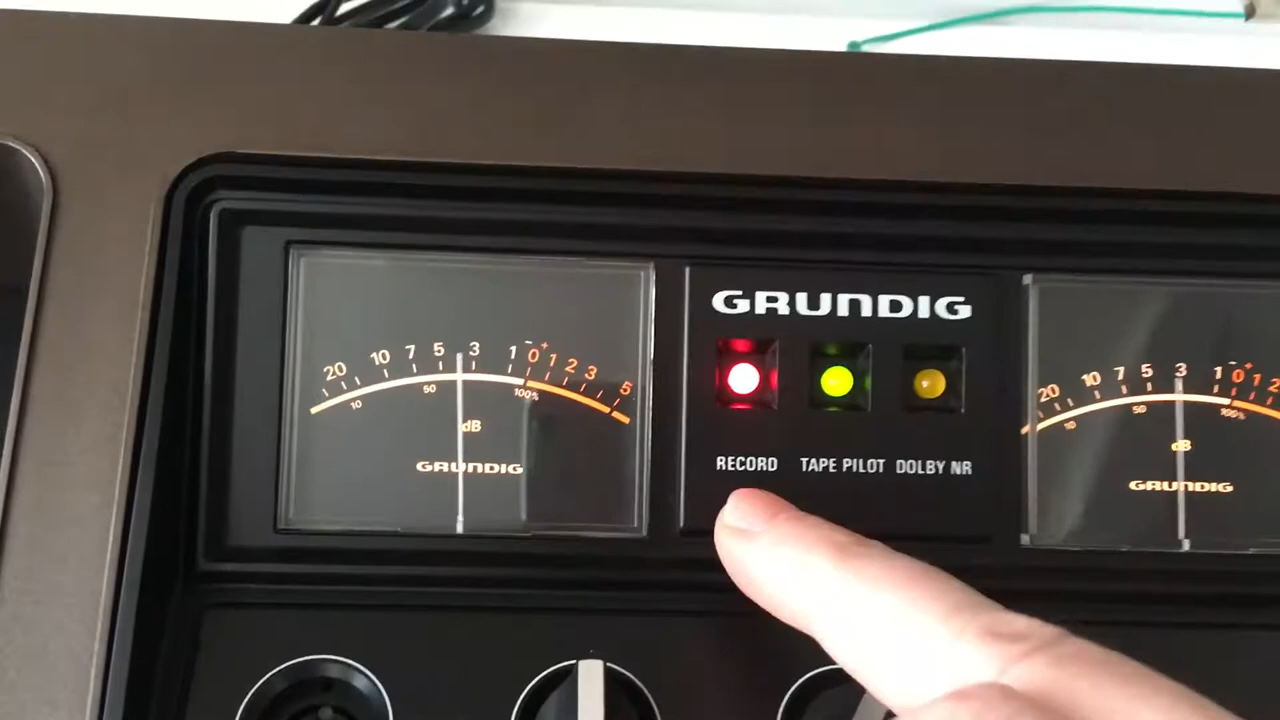 20 10 7 5 3 1 - 0 + 1 2 3 5
10 50 100%
dB
GRUNDIG
GRUNDIG
RECORD TAPE PILOT DOLBY NR
20 10 7 5 3 1 - 0 + 1 2
10 50 100%
dB
GRUNDIG